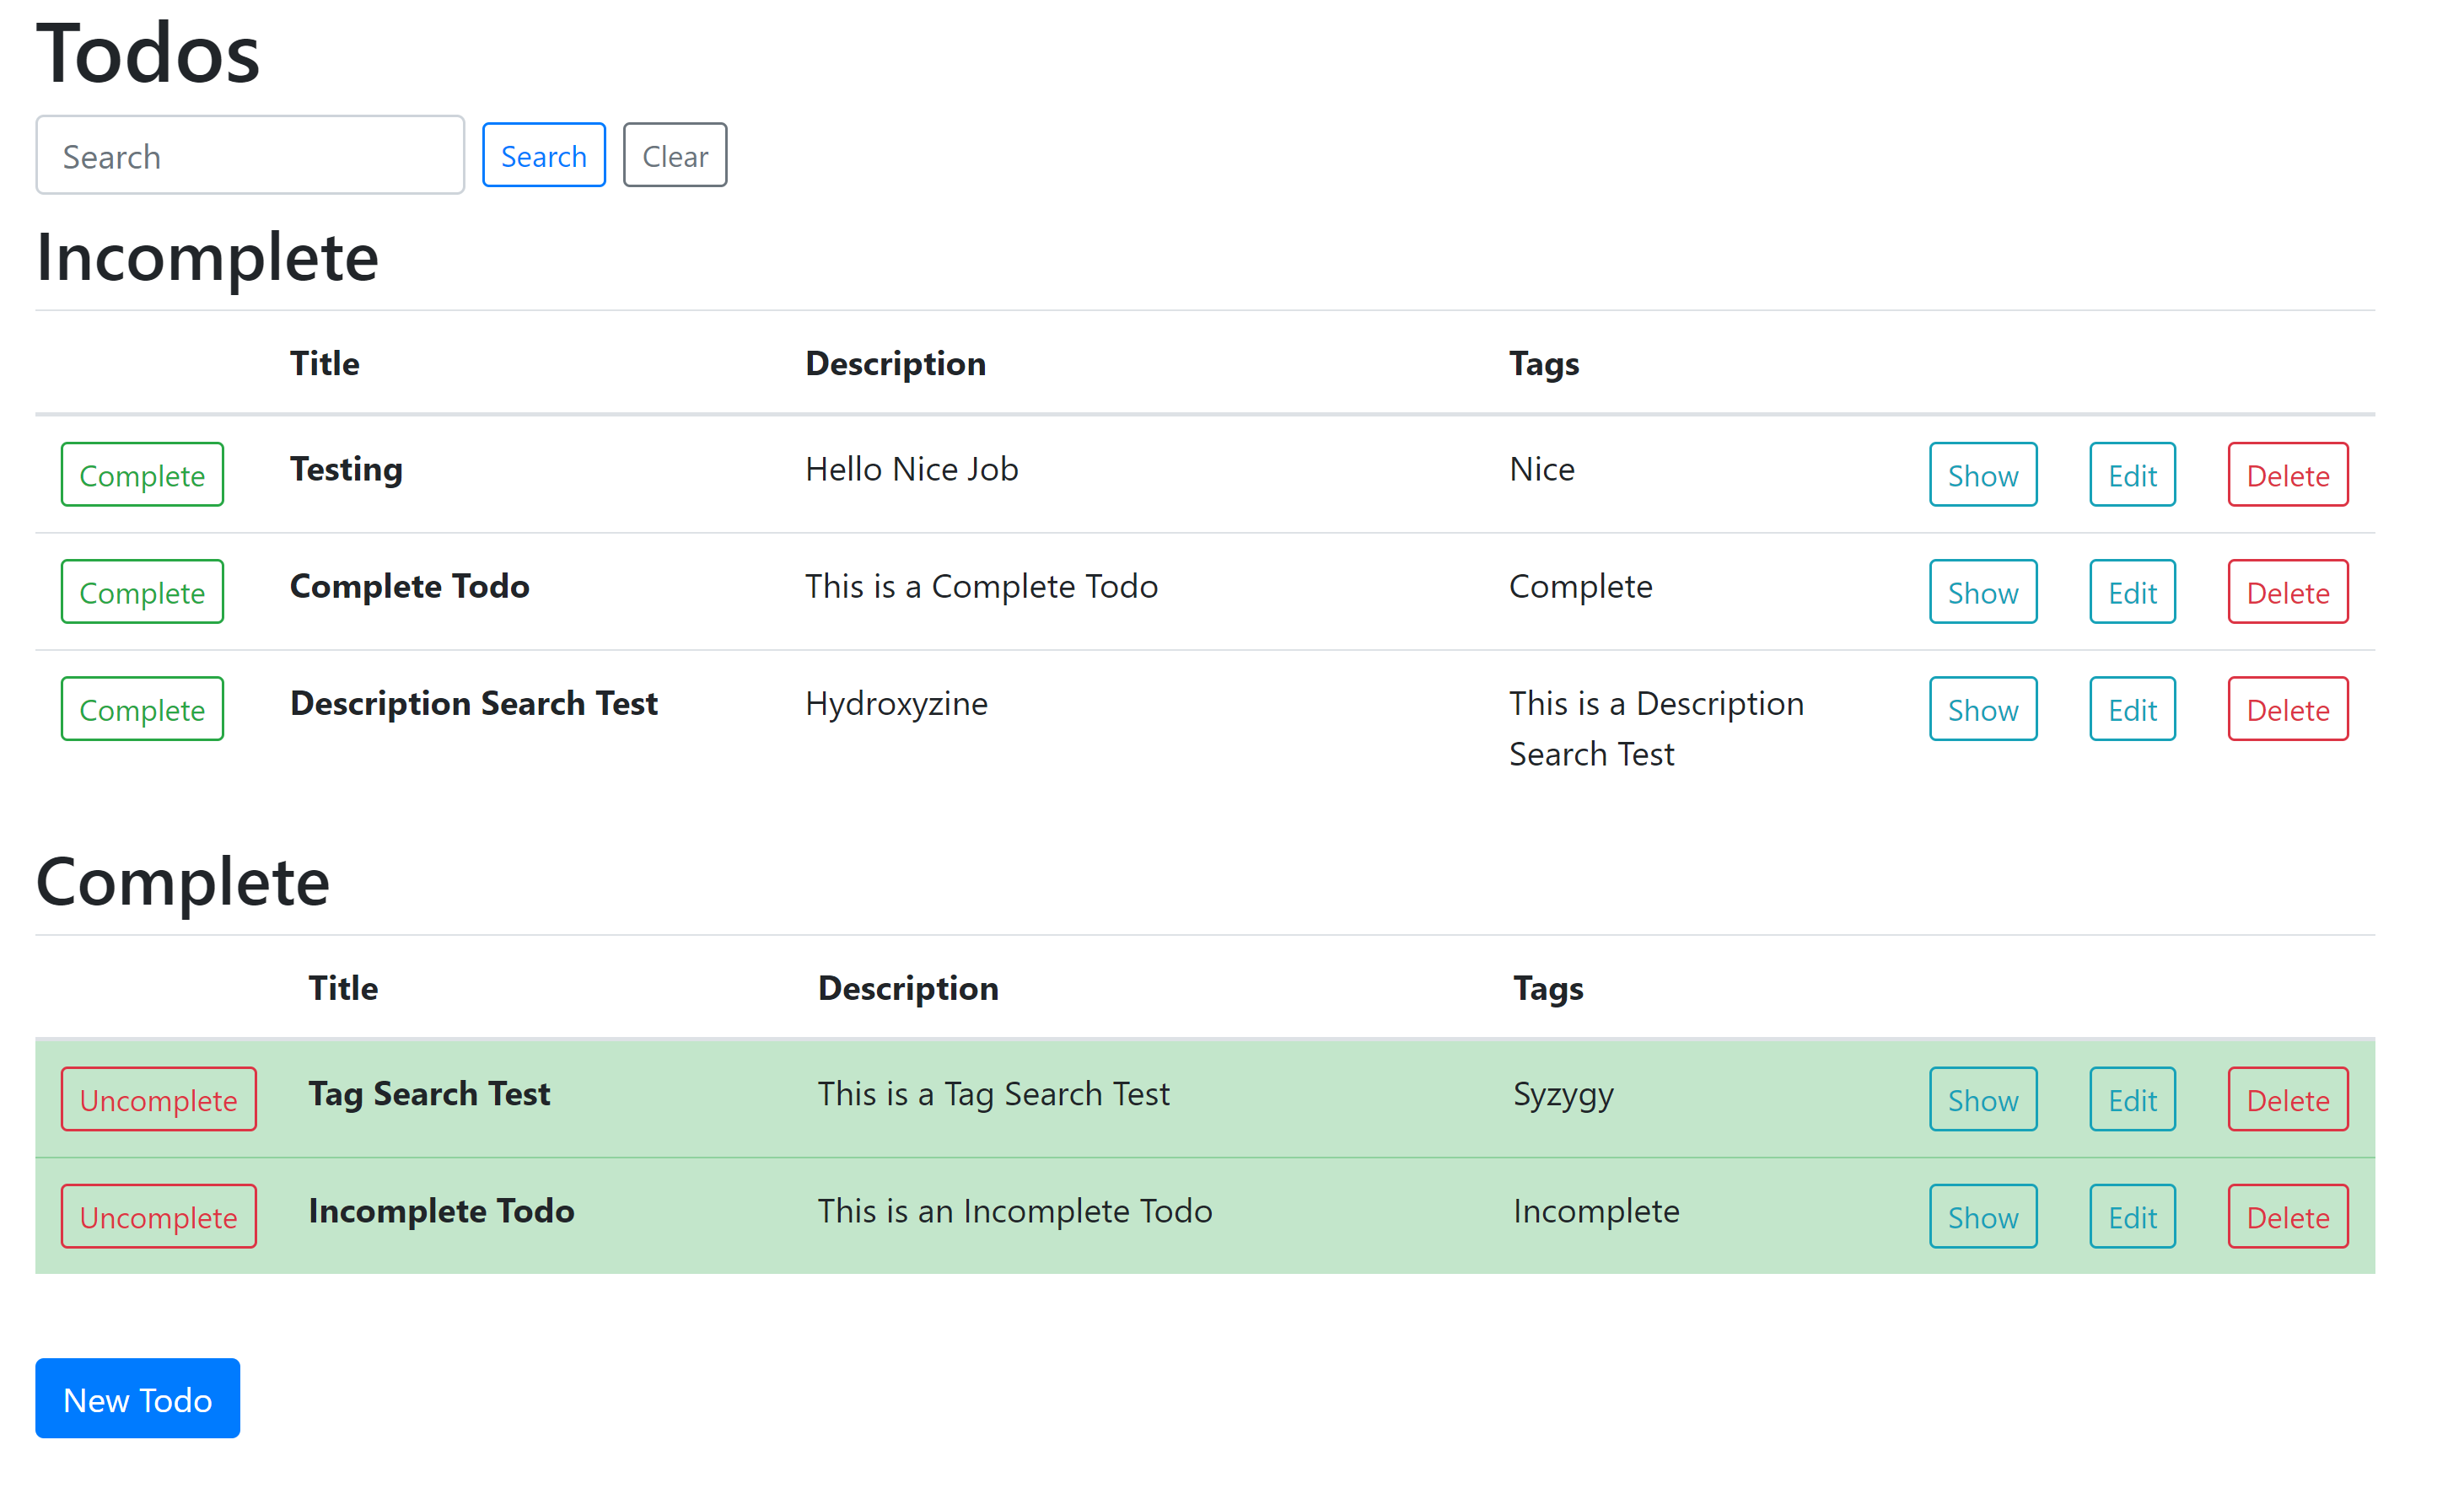 Todos
Search Search Clear
Incomplete
Title Description Tags
Complete Testing Hello Nice Job Nice Show Edit Delete
Complete Complete Todo This is a Complete Todo Complete Show Edit Delete
Complete Description Search Test Hydroxyzine This is a Description Show Edit Delete
Search Test
Complete
Title Description Tags
Uncomplete Tag Search Test This is a Tag Search Test Syzygy Show Edit Delete
Uncomplete Incomplete Todo This is an Incomplete Todo Incomplete Show Edit Delete
New Todo